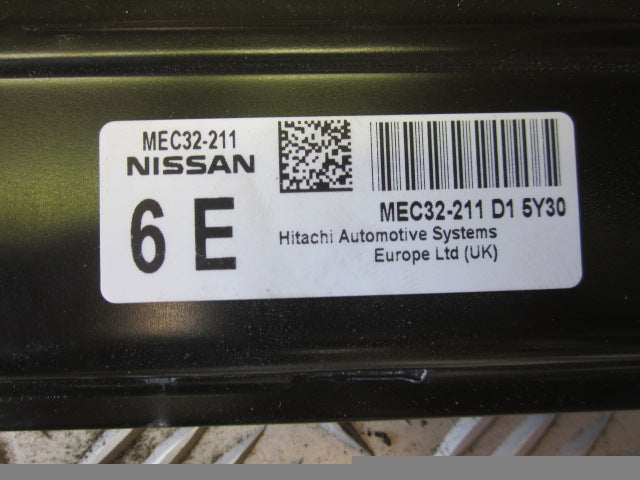 MEC32-211
NISSAN
6 E
MEC32-211 D1 5Y30
Hitachi Automotive Systems
Europe Ltd (UK)